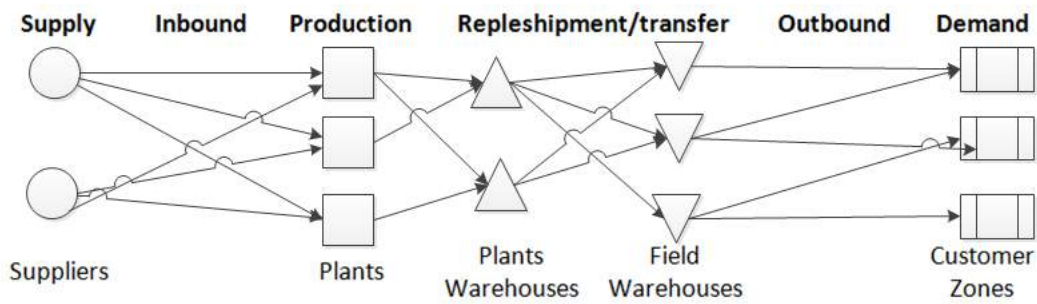 Supply Inbound Production Repleshipment/transfer Outbound Demand
Suppliers
Plants
Plants
Warehouses
Field
Warehouses
Customer
Zones